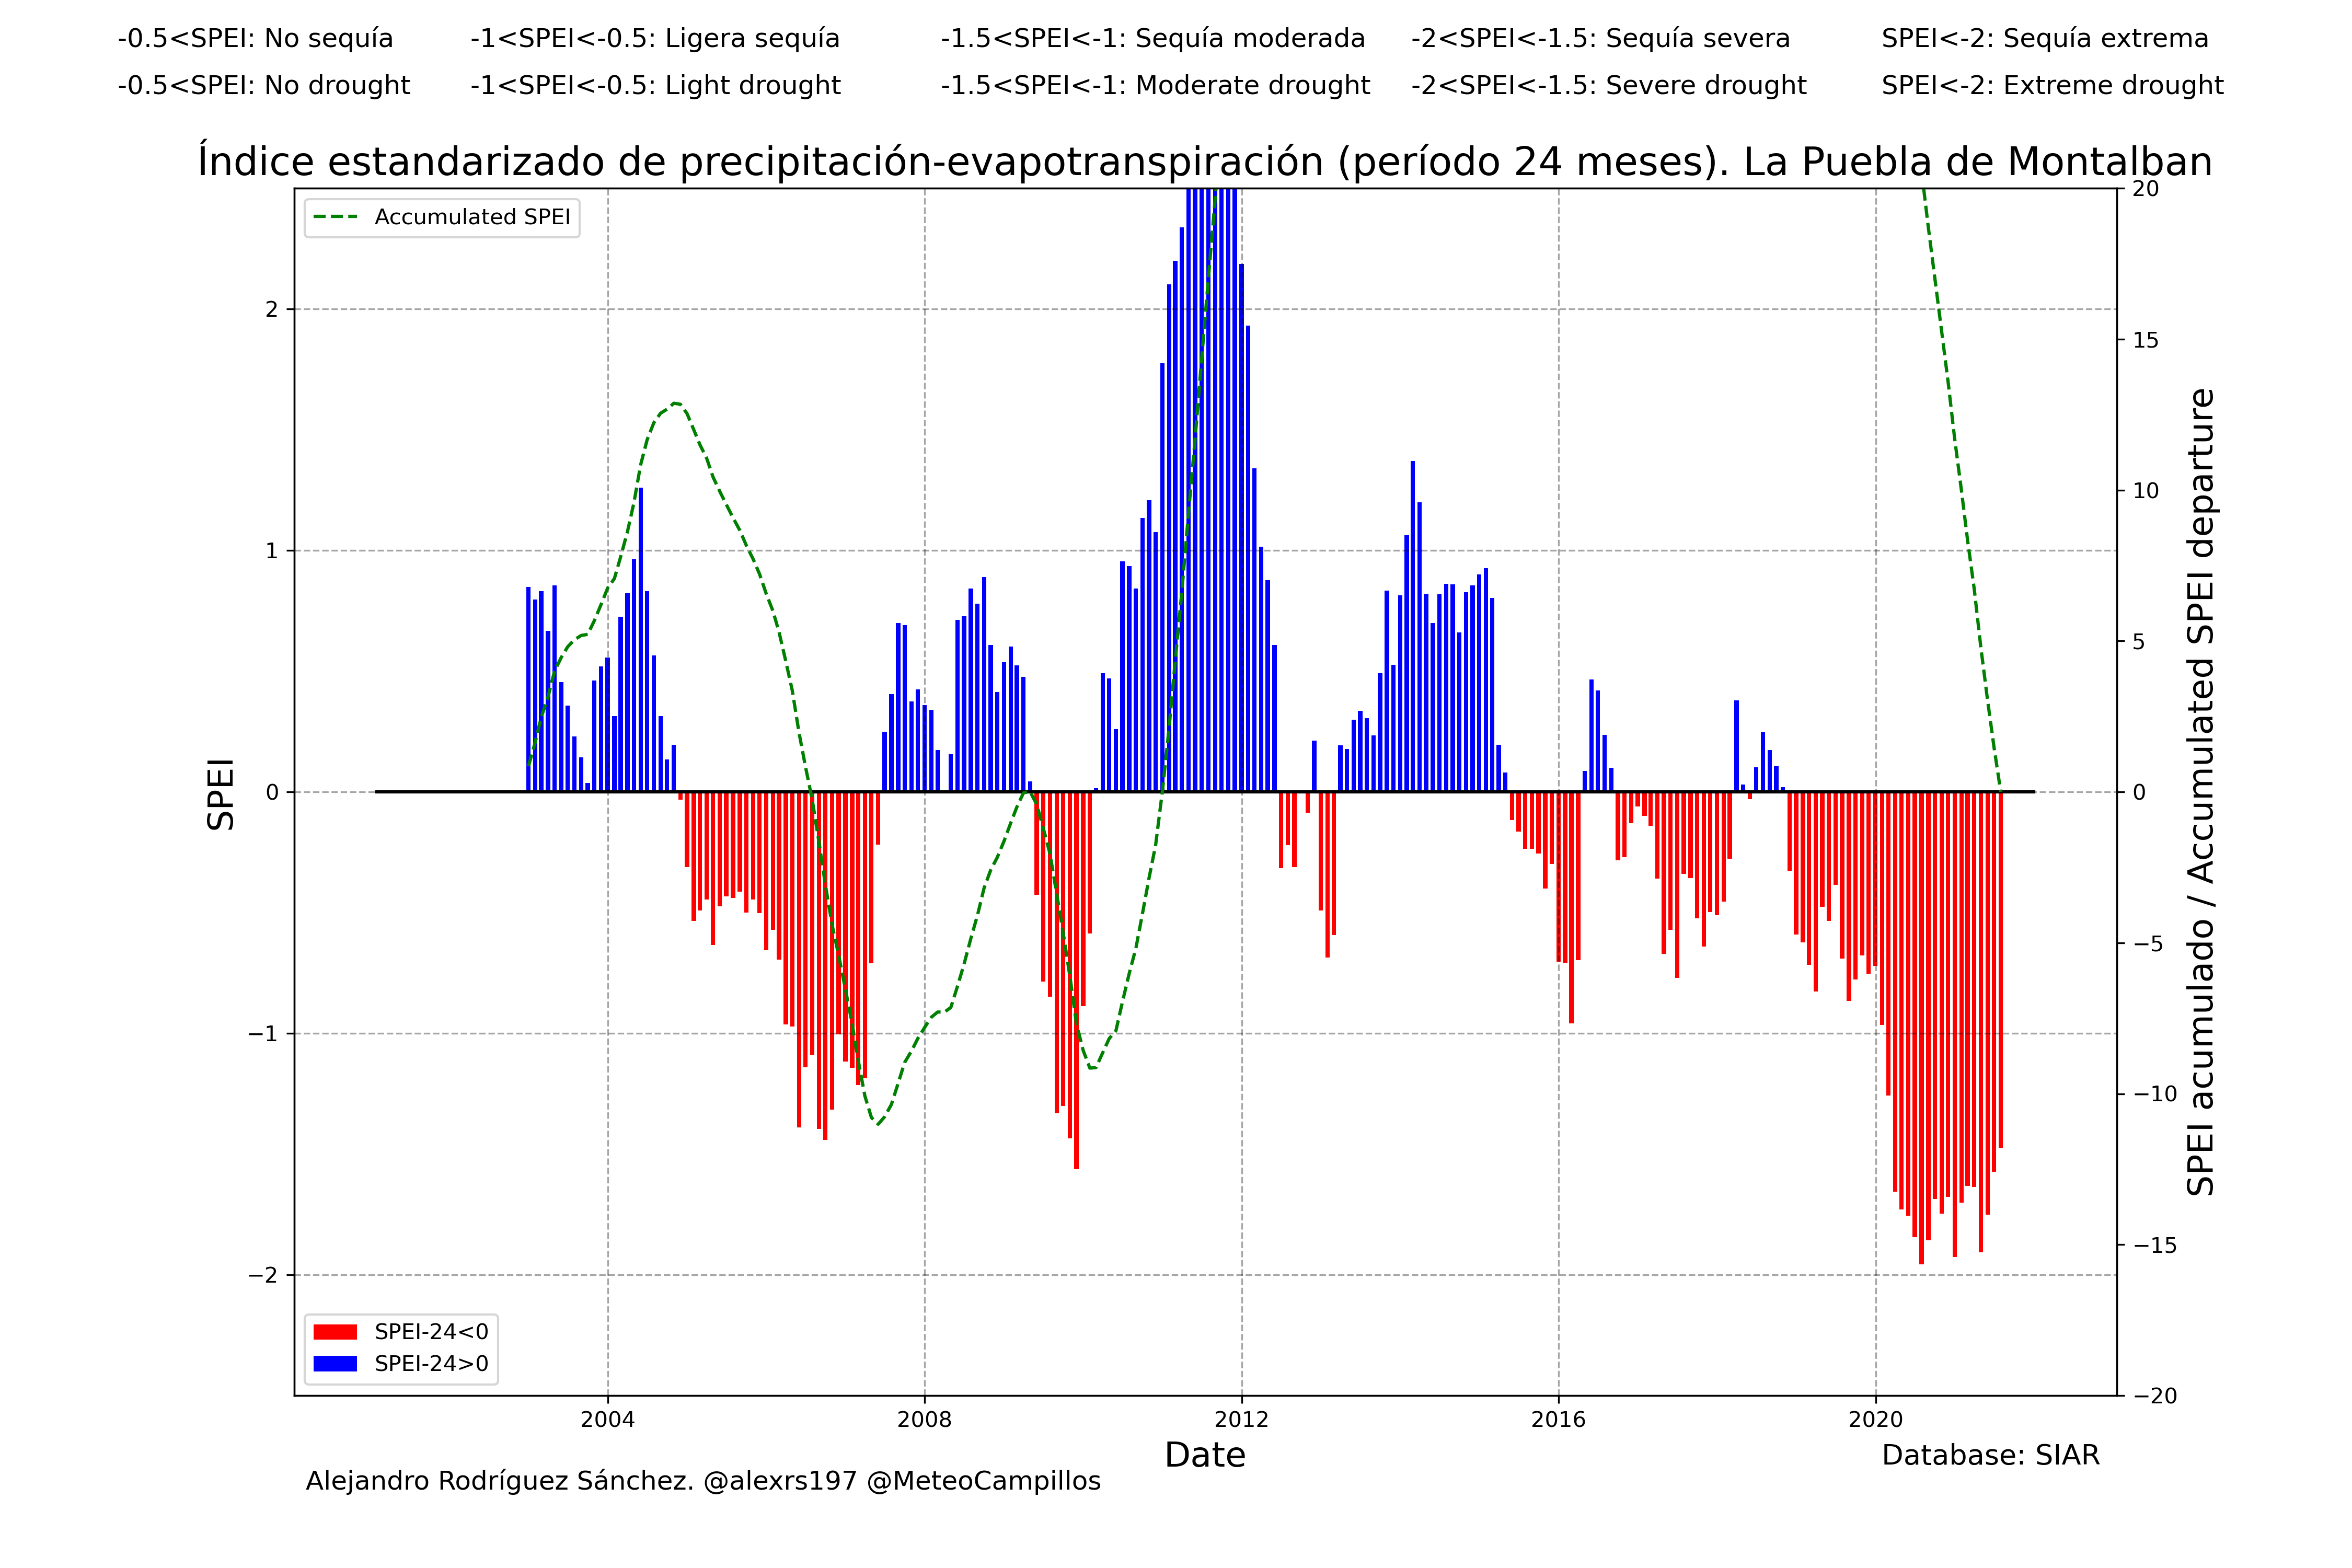 -0.5<SPEI: No sequía
-1<SPEI<-0.5: Ligera sequía
-1.5<SPEI<-1: Sequía moderada
-2<SPEI<-1.5: Sequía severa
SPEI<-2: Sequía extrema
-0.5<SPEI: No drought
-1<SPEI<-0.5: Light drought
-1.5<SPEI<-1: Moderate drought
-2<SPEI<-1.5: Severe drought
SPEI<-2: Extreme drought
Índice estandarizado de precipitación-evapotranspiración (período 24 meses). La Puebla de Montalban
Accumulated SPEI
2
1
0
−1
−2
SPEI
20
15
10
5
0
−5
−10
−15
−20
SPEI acumulado / Accumulated SPEI departure
SPEI-24<0
SPEI-24>0
2004
2008
2012
2016
2020
Date
Database: SIAR
Alejandro Rodríguez Sánchez. @alexrs197 @MeteoCampillos